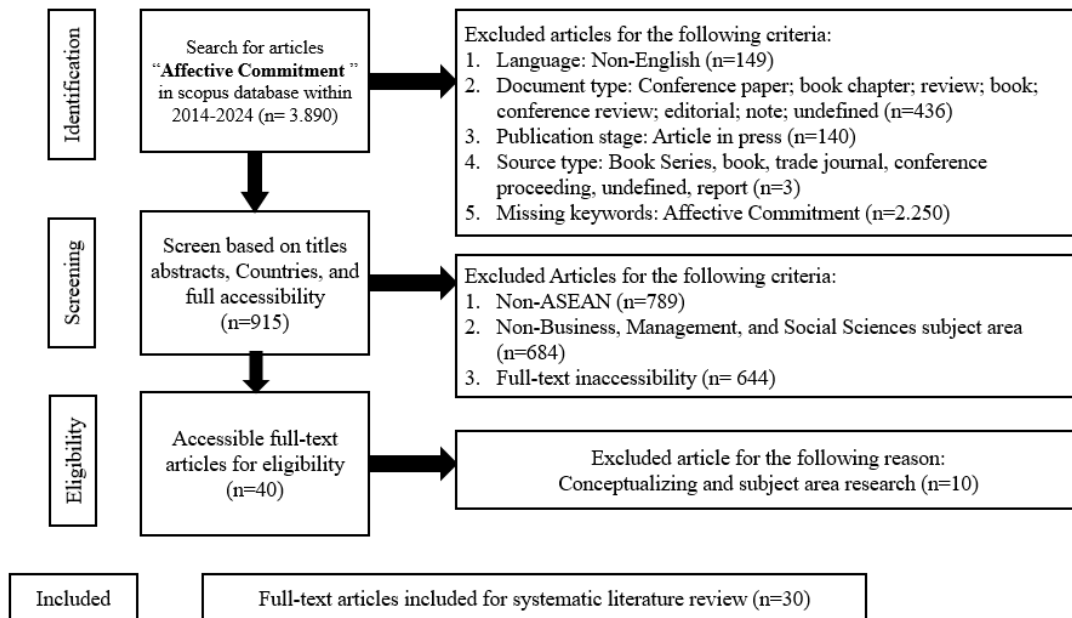 Identification
Search for articles
“Affective Commitment ”
in scopus database within
2014-2024 (n= 3.890)
Excluded articles for the following criteria:
1. Language: Non-English (n=149)
2. Document type: Conference paper; book chapter; review; book;
conference review; editorial; note; undefined (n=436)
3. Publication stage: Article in press (n=140)
4. Source type: Book Series, book, trade journal, conference
proceeding, undefined, report (n=3)
5. Missing keywords: Affective Commitment (n=2.250)
Screening
Screen based on titles
abstracts, Countries, and
full accessibility
(n=915)
Excluded Articles for the following criteria:
1. Non-ASEAN (n=789)
2. Non-Business, Management, and Social Sciences subject area
(n=684)
3. Full-text inaccessibility (n= 644)
Eligibility
Accessible full-text
articles for eligibility
(n=40)
Excluded article for the following reason:
Conceptualizing and subject area research (n=10)
Included
Full-text articles included for systematic literature review (n=30)